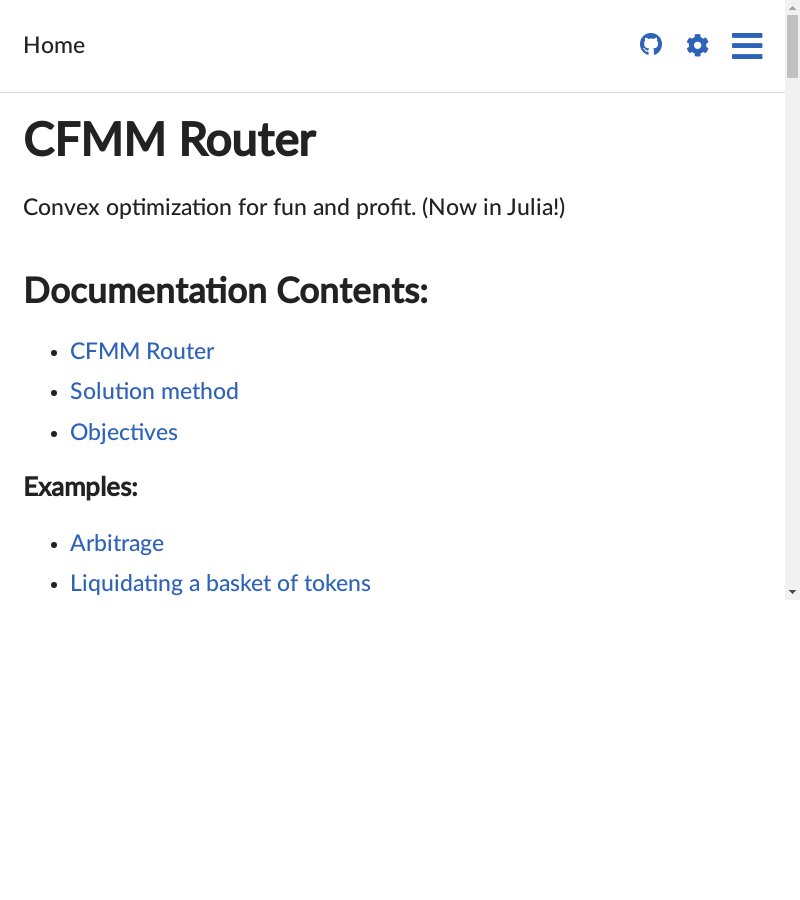 Home
CFMM Router
Convex optimization for fun and profit. (Now in Julia!)
Documentation Contents:
CFMM Router
Solution method
Objectives
Examples:
Arbitrage
Liquidating a basket of tokens